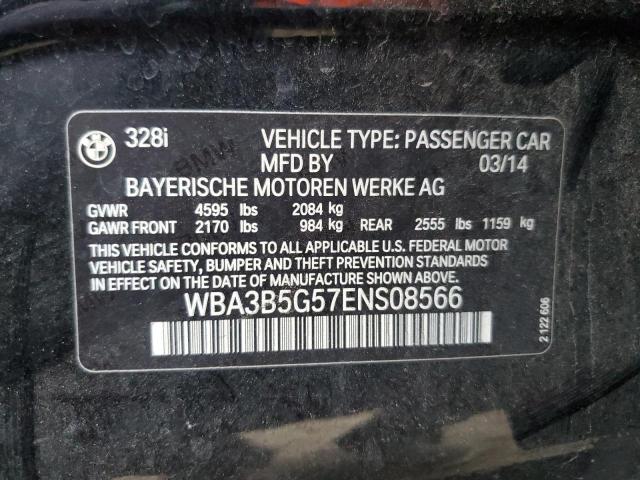 328i VEHICLE TYPE: PASSENGER CAR
MFD BY 03/14
BAYERISCHE MOTOREN WERKE AG
GVWR 4595 lbs 2084 kg
GAWR FRONT 2170 lbs 984 kg REAR 2555 lbs 1159 kg
THIS VEHICLE CONFORMS TO ALL APPLICABLE U.S. FEDERAL MOTOR
VEHICLE SAFETY, BUMPER AND THEFT PREVENTION STANDARDS
IN EFFECT ON THE DATE OF MANUFACTURE SHOWN ABOVE.
WBA3B5G57ENS08566
2 122 606